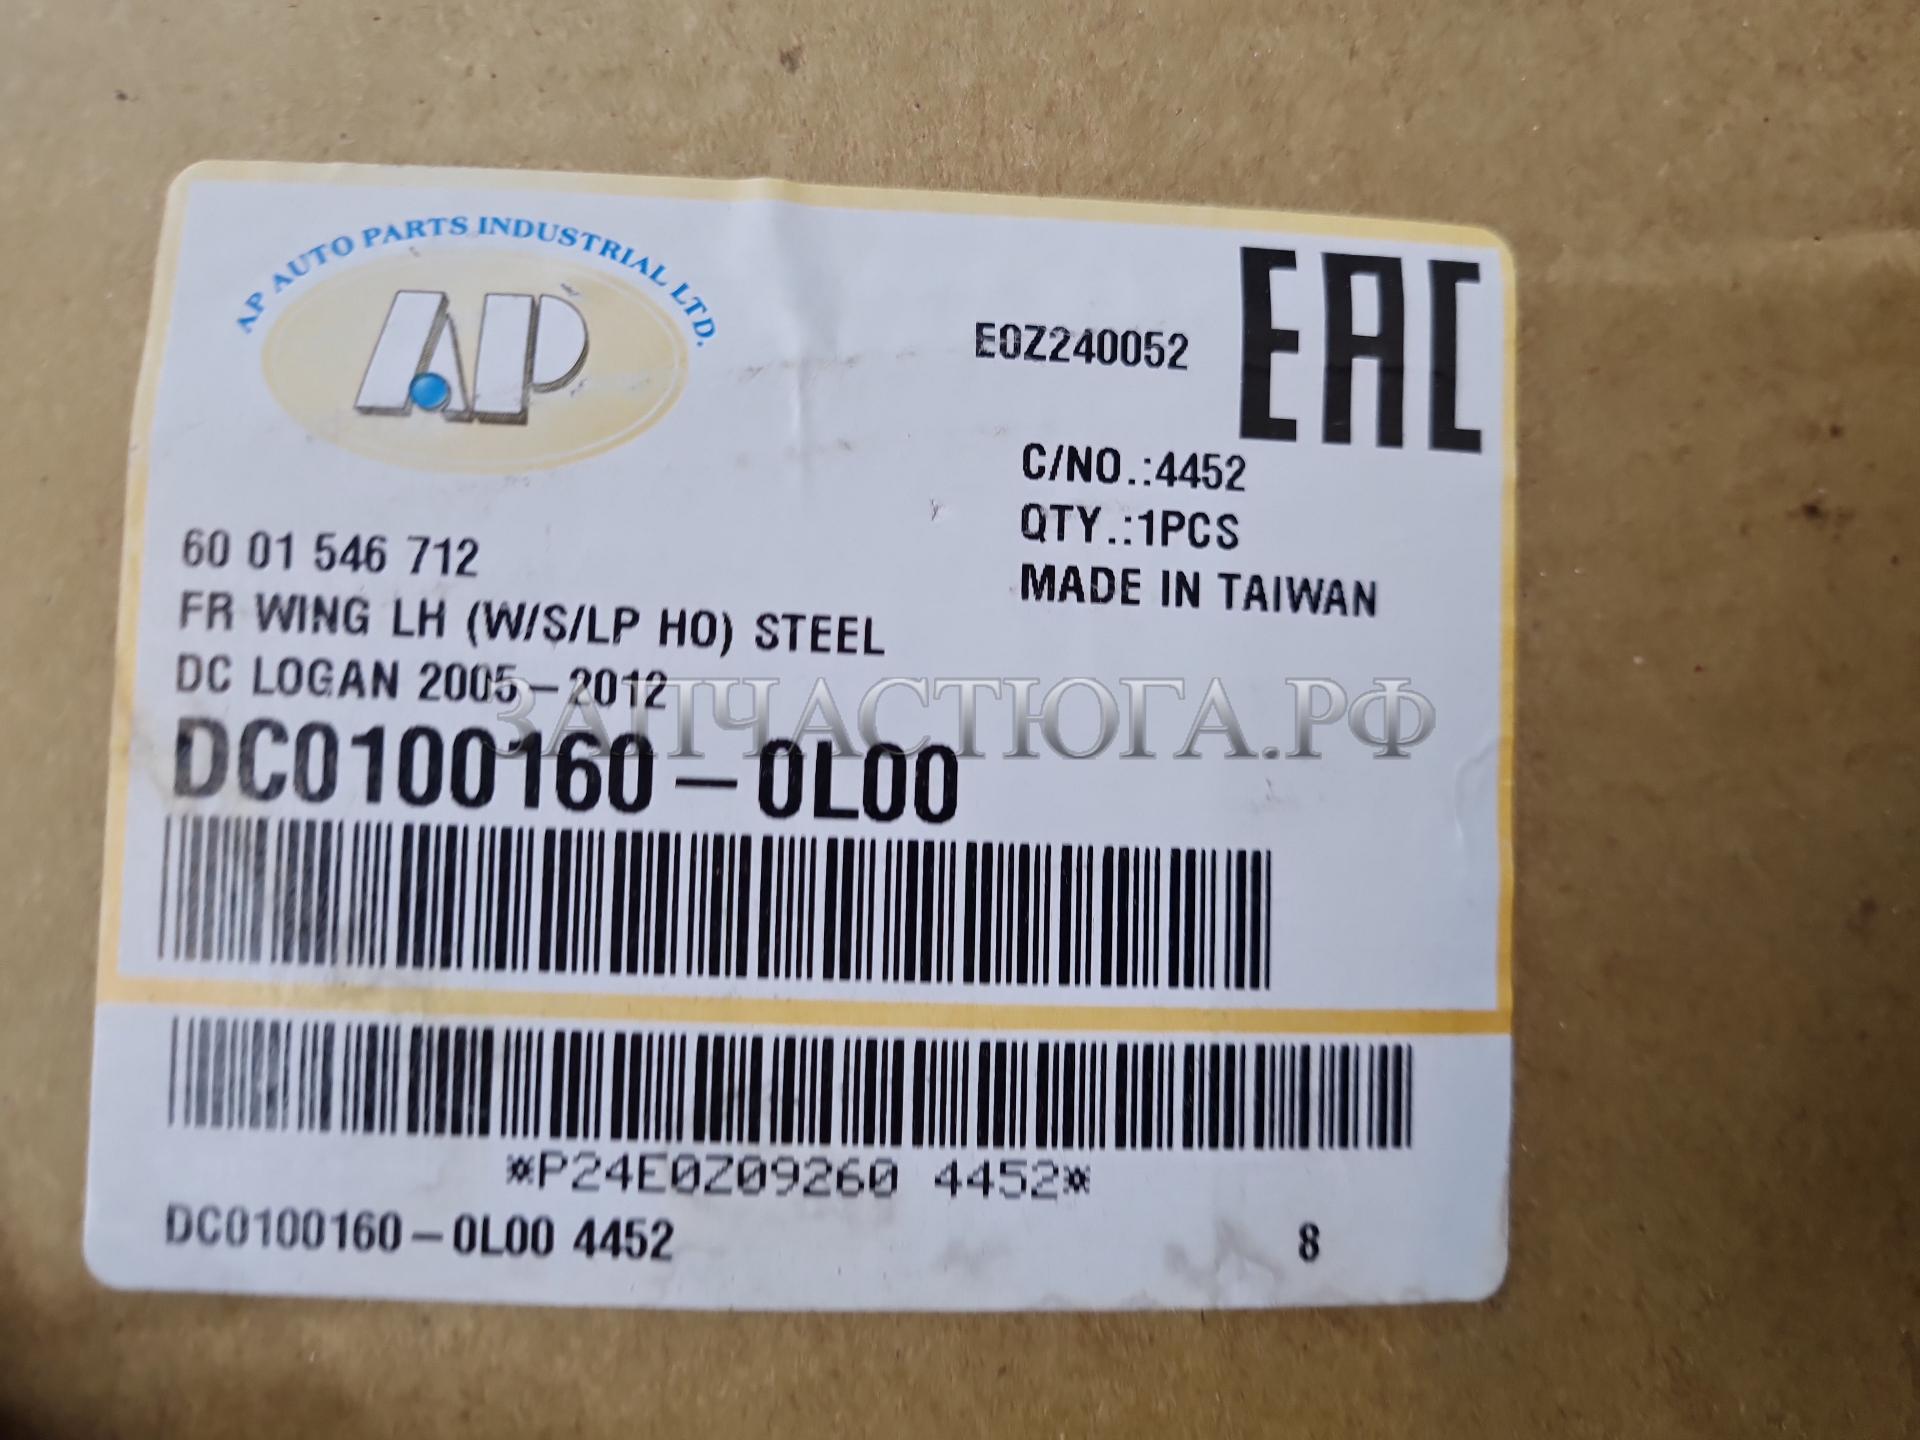 AP AUTO PARTS INDUSTRIAL LTD.
AP
E0Z240052
EAC
C/NO.:4452
QTY.:1PCS
MADE IN TAIWAN
60 01 546 712
FR WING LH (W/S/LP HO) STEEL
DC LOGAN 2005-2012
ЗАПЧАСТЮГА.РФ
DC0100160-0L00
*P24E0Z09260 4452*
DC0100160-0L00 4452
8